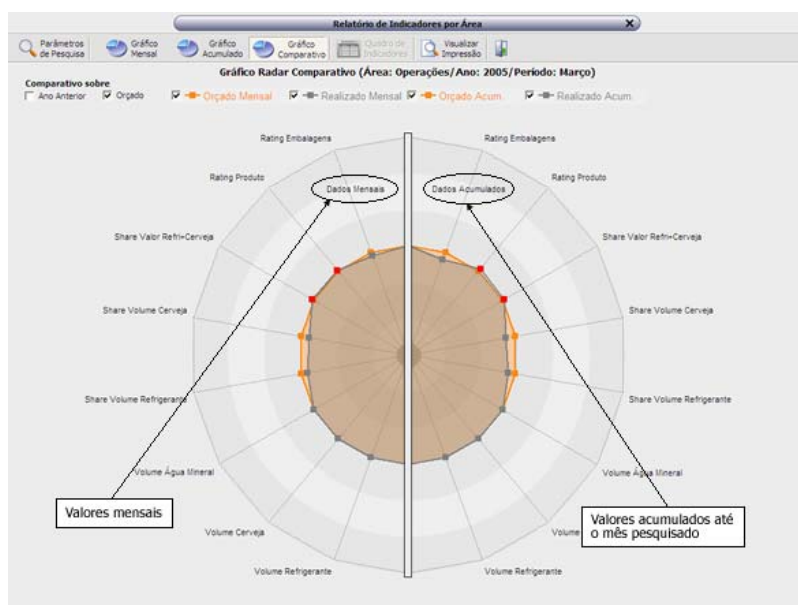 Relatório de Indicadores por Área
Parâmetros de Pesquisa
Gráfico Mensal
Gráfico Acumulado
Gráfico Comparativo
Quadro de Indicadores
Visualizar Impressão
Gráfico Radar Comparativo (Área: Operações/Ano: 2005/Período: Março)
Comparativo sobre
Ano Anterior
Orçado
Orçado Mensal
Realizado Mensal
Orçado Acum.
Realizado Acum.
Rating Embalagens
Rating Embalagens
Rating Produto
Dados Mensais
Dados Acumulados
Rating Produto
Share Valor Refri+Cerveja
Share Valor Refri+Cerveja
Share Volume Cerveja
Share Volume Cerveja
Share Volume Refrigerante
Share Volume Refrigerante
Volume Água Mineral
Volume Água Mineral
Valores mensais
Valores acumulados até
o mês pesquisado
Volume Cerveja
Volume
Volume Refrigerante
Volume Refrigerante